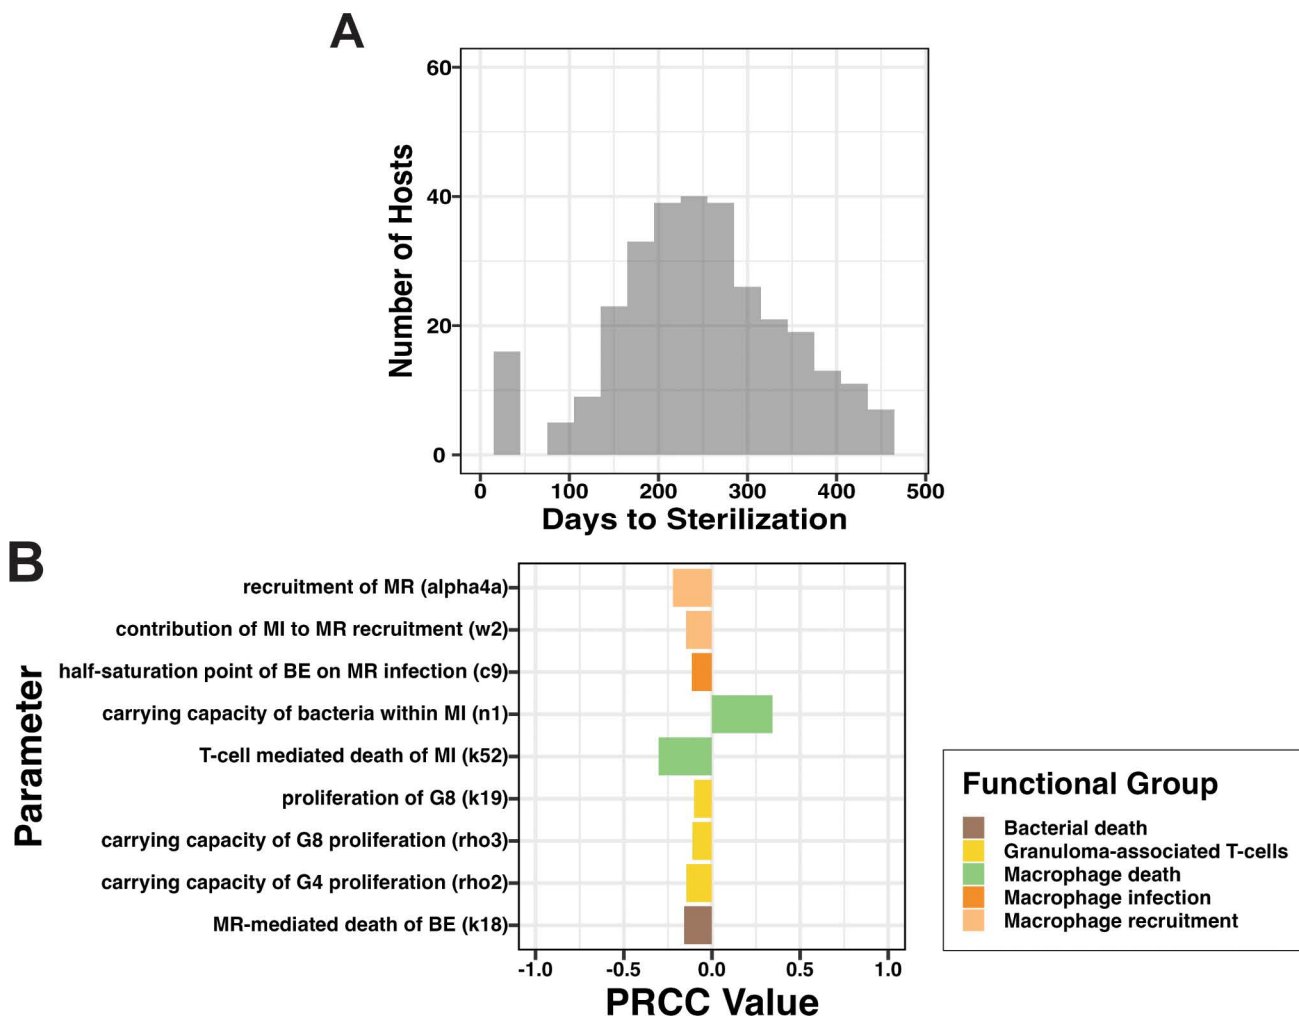 A
60
40
20
0
Number of Hosts
0 100 200 300 400 500
Days to Sterilization
B
Parameter
recruitment of MR (alpha4a)
contribution of MI to MR recruitment (w2)
half-saturation point of BE on MR infection (c9)
carrying capacity of bacteria within MI (n1)
T-cell mediated death of MI (k52)
proliferation of G8 (k19)
carrying capacity of G8 proliferation (rho3)
carrying capacity of G4 proliferation (rho2)
MR-mediated death of BE (k18)
-1.0 -0.5 0.0 0.5 1.0
PRCC Value
Functional Group
Bacterial death
Granuloma-associated T-cells
Macrophage death
Macrophage infection
Macrophage recruitment